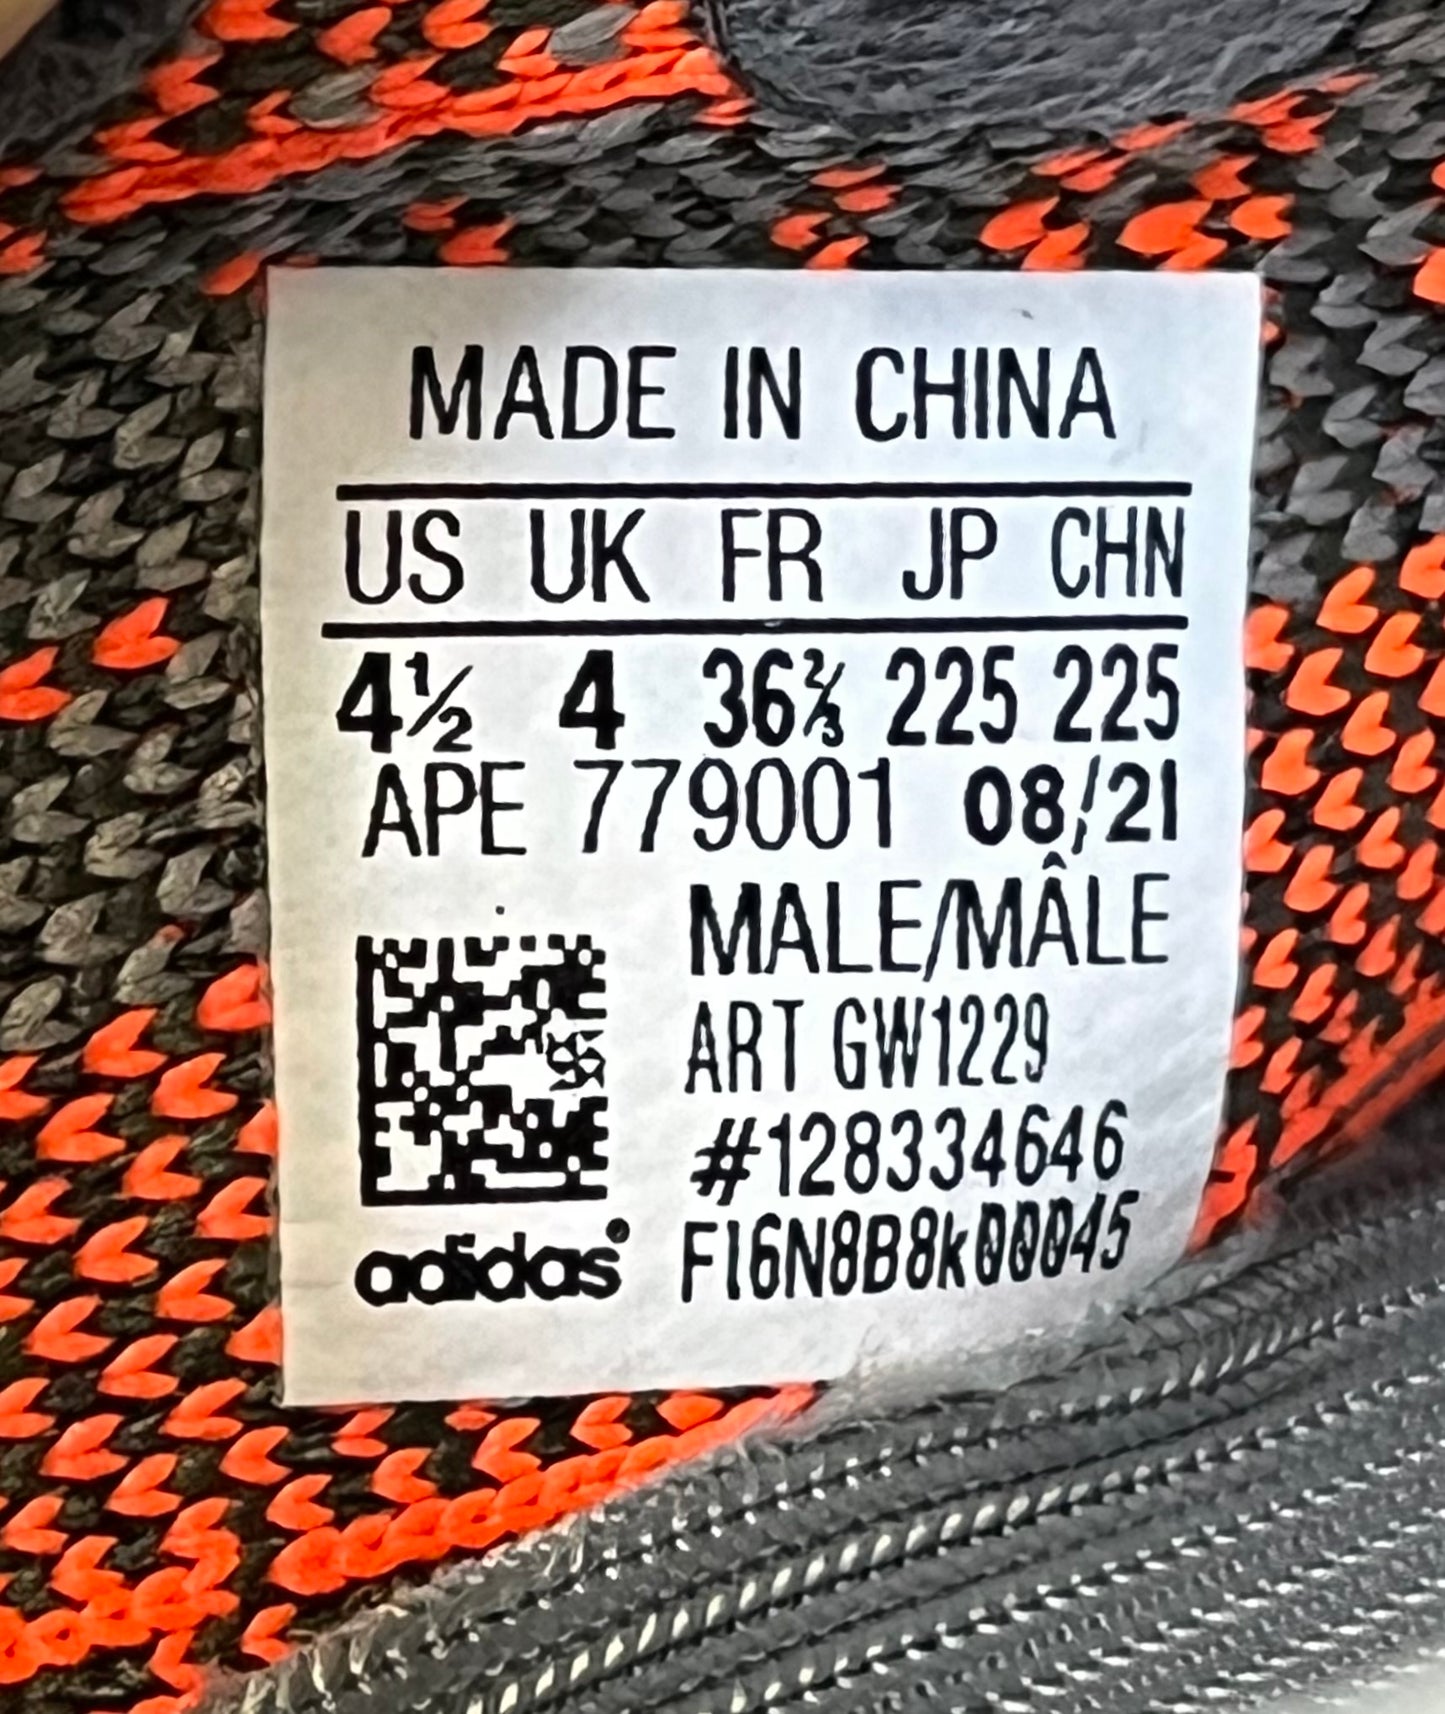 MADE IN CHINA
US UK FR JP CHN
4½ 4 36⅔ 225 225
APE 779001 08/21
MALE/MÂLE
ART GW1229
#128334646
adidas® F16N8B8k00045